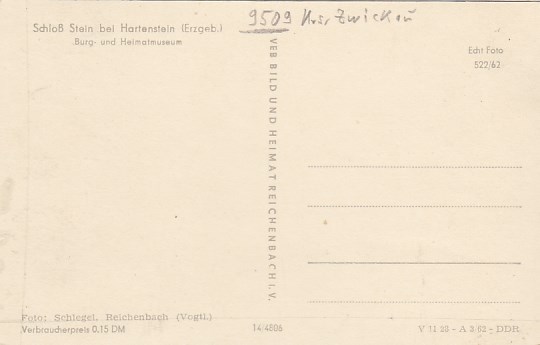 9509 Kr. Zwickau
Schloß Stein bei Hartenstein (Erzgeb.)
Burg- und Heimatmuseum
Echt Foto
522/62
VEB BILD UND HEIMAT REICHENBACH I. V.
Foto: Schlegel, Reichenbach (Vogtl.)
Verbraucherpreis 0,15 DM
14/4806
V 11 28 - A 3/62 - DDR